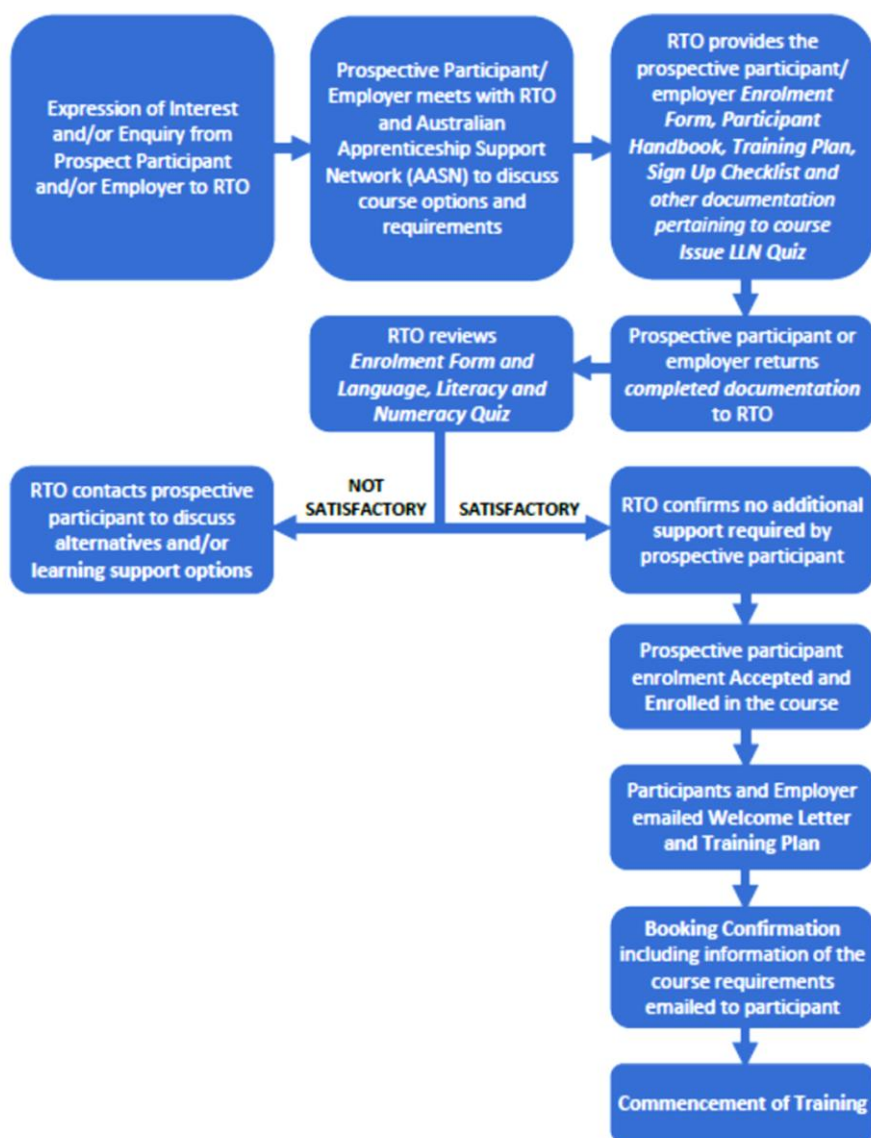 Expression of Interest
and/or Enquiry from
Prospect Participant
and/or Employer to RTO
Prospective Participant/
Employer meets with RTO
and Australian
Apprenticeship Support
Network (AASN) to discuss
course options and
requirements
RTO provides the
prospective participant/
employer Enrolment
Form, Participant
Handbook, Training Plan,
Sign Up Checklist and
other documentation
pertaining to course
Issue LLN Quiz
Prospective participant or
employer returns
completed documentation
to RTO
RTO reviews
Enrolment Form and
Language, Literacy and
Numeracy Quiz
NOT
SATISFACTORY
SATISFACTORY
RTO contacts prospective
participant to discuss
alternatives and/or
learning support options
RTO confirms no additional
support required by
prospective participant
Prospective participant
enrolment Accepted and
Enrolled in the course
Participants and Employer
emailed Welcome Letter
and Training Plan
Booking Confirmation
including information of the
course requirements
emailed to participant
Commencement of Training